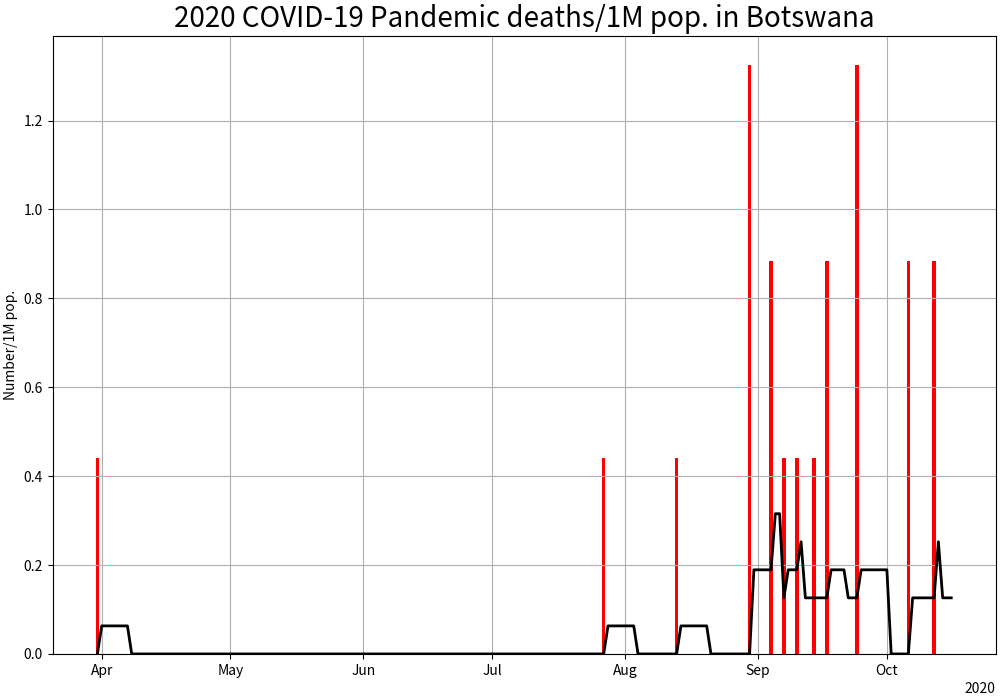 2020 COVID-19 Pandemic deaths/1M pop. in Botswana
Number/1M pop.
1.2
1.0
0.8
0.6
0.4
0.2
0.0
Apr May Jun Jul Aug Sep Oct
2020